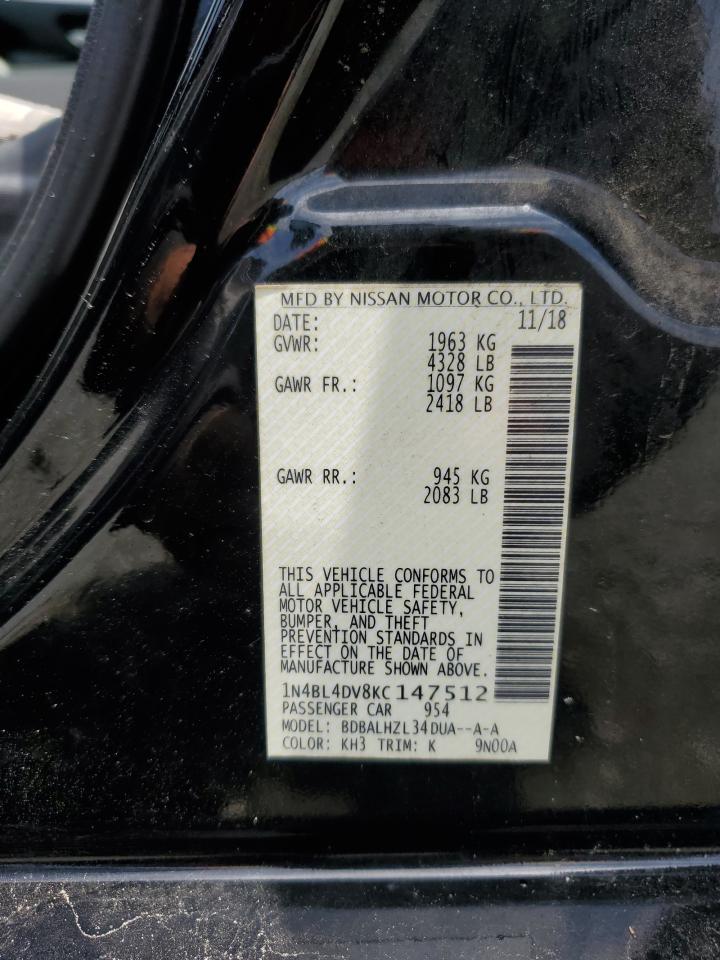 MFD BY NISSAN MOTOR CO., LTD.
DATE: 11/18
GVWR: 1963 KG
4328 LB
GAWR FR.: 1097 KG
2418 LB
GAWR RR.: 945 KG
2083 LB
THIS VEHICLE CONFORMS TO
ALL APPLICABLE FEDERAL
MOTOR VEHICLE SAFETY,
BUMPER, AND THEFT
PREVENTION STANDARDS IN
EFFECT ON THE DATE OF
MANUFACTURE SHOWN ABOVE.
1N4BL4DV8KC147512
PASSENGER CAR 954
MODEL: BDBALHZL34DUA--A-A
COLOR: KH3 TRIM: K 9N00A